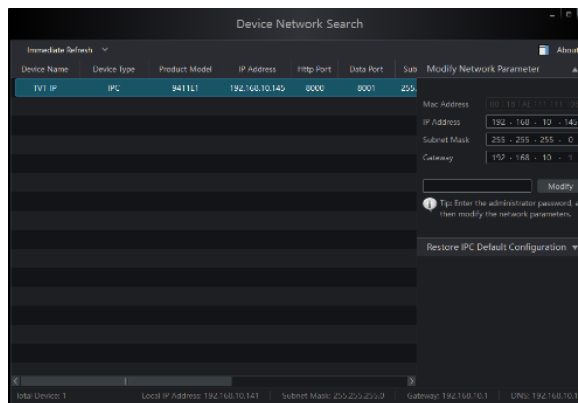 Device Network Search
Immediate Refresh
About
Device Name Device Type Product Model IP Address Http Port Data Port Sub
Modify Network Parameter
TVT IP IPC 9411E1 192.168.10.145 8000 8001 255.
Mac Address
IP Address 192 . 168 . 10 . 145
Subnet Mask 255 . 255 . 255 . 0
Gateway 192 . 168 . 10 . 1
Modify
Tip: Enter the administrator password, a
then modify the network parameters.
Restore IPC Default Configuration
Total Device: 1 Local IP Address: 192.168.10.141 Subnet Mask: 255.255.255.0 Gateway: 192.168.10.1 DNS: 192.168.10.1